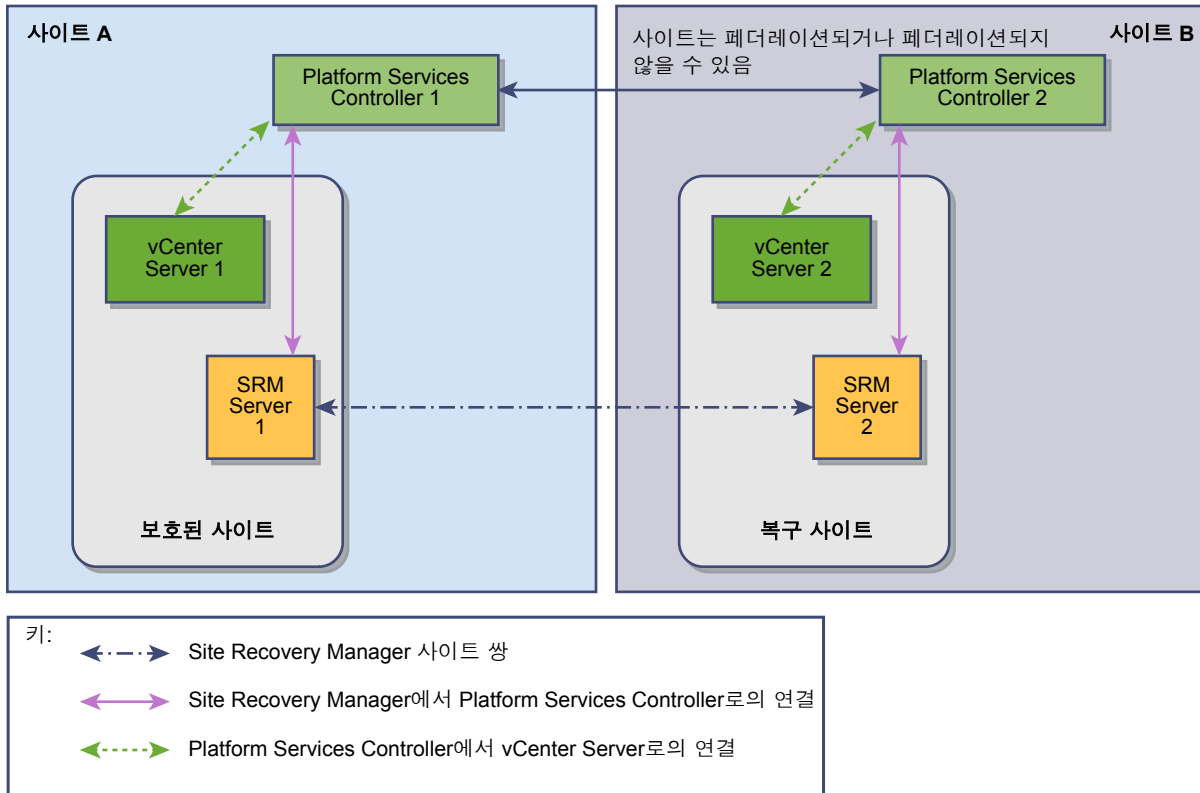 사이트 A
Platform Services
Controller 1
vCenter
Server 1
SRM
Server
1
보호된 사이트
사이트는 페더레이션되거나 페더레이션되지
않을 수 있음
사이트 B
Platform Services
Controller 2
vCenter
Server 2
SRM
Server
2
복구 사이트
키:
Site Recovery Manager 사이트 쌍
Site Recovery Manager에서 Platform Services Controller로의 연결
Platform Services Controller에서 vCenter Server로의 연결